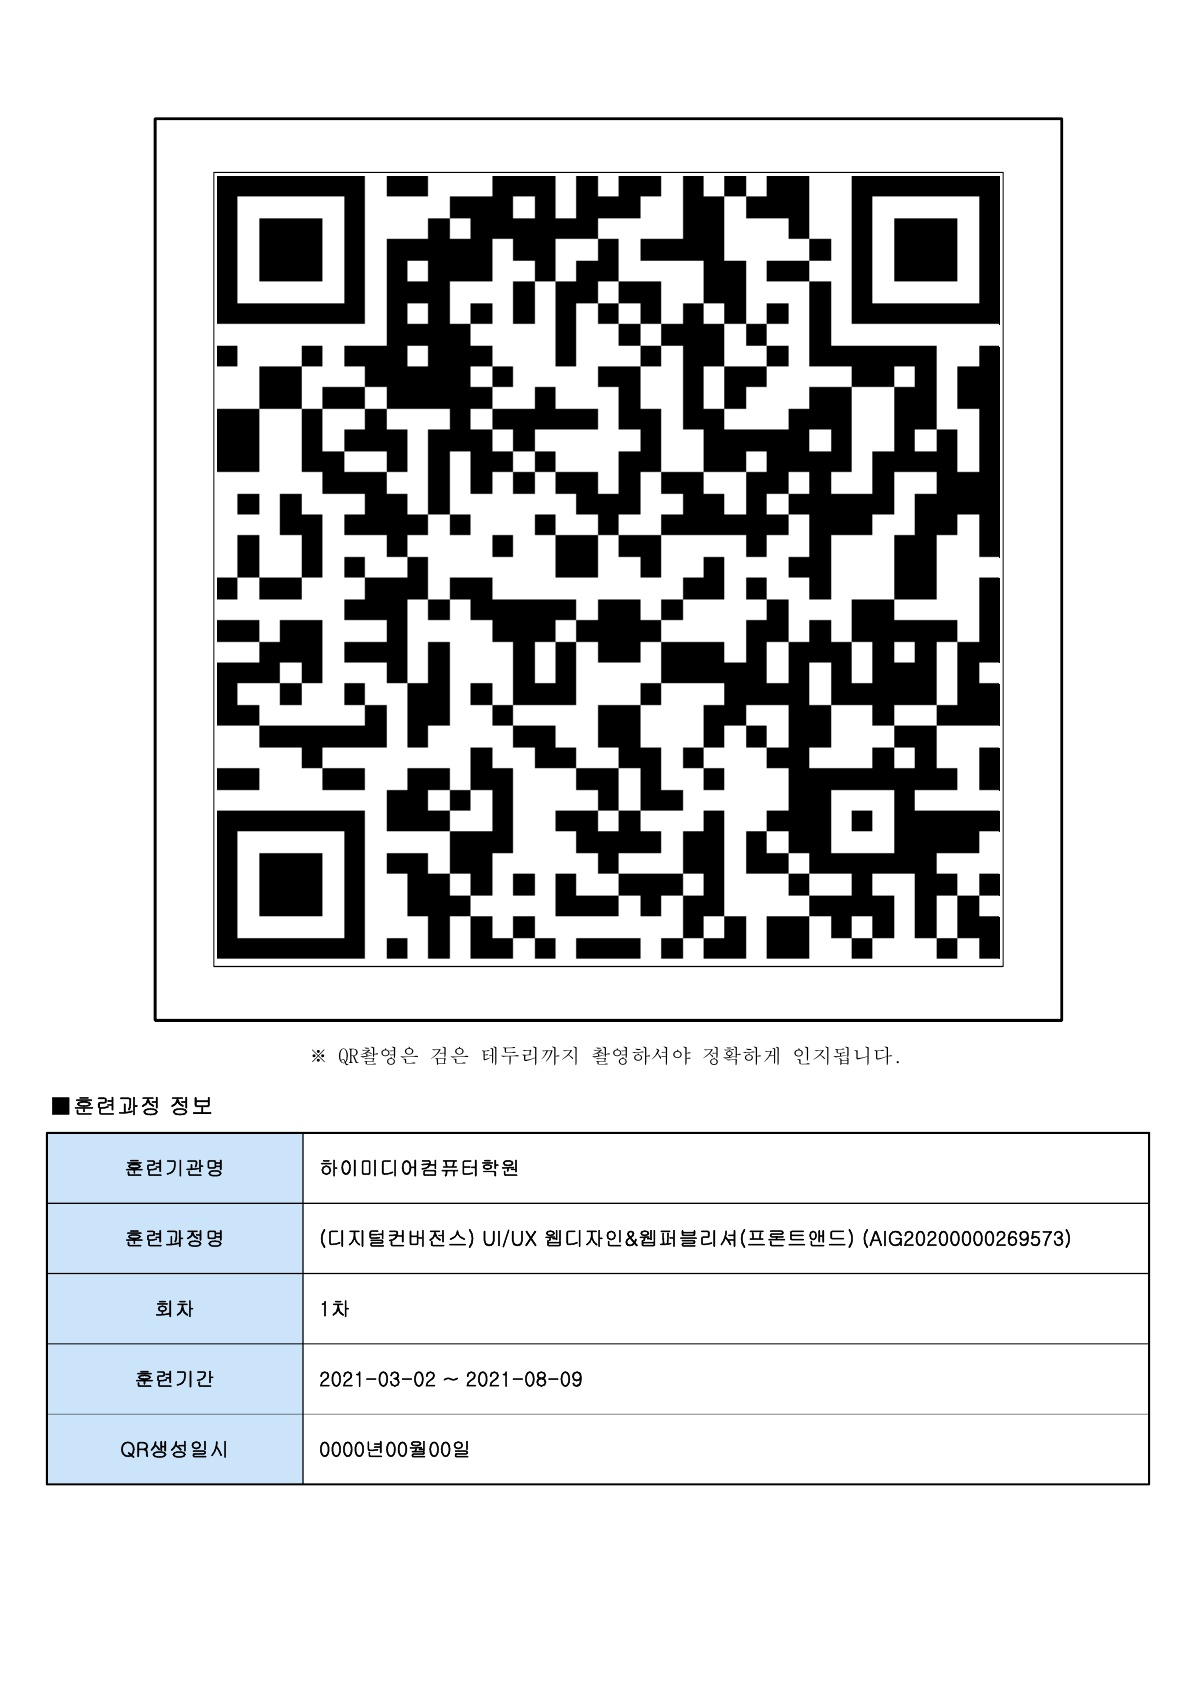 ※ QR촬영은 검은 테두리까지 촬영하셔야 정확하게 인지됩니다.
■훈련과정 정보
훈련기관명 하이미디어컴퓨터학원
훈련과정명 (디지털컨버전스) UI/UX 웹디자인&웹퍼블리셔(프론트앤드) (AIG20200000269573)
회차 1차
훈련기간 2021-03-02 ~ 2021-08-09
QR생성일시 0000년00월00일